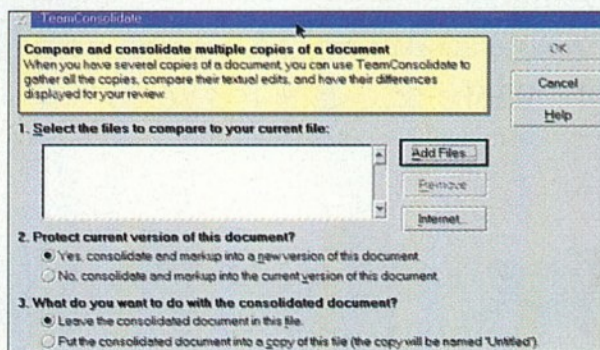 TeamConsolidate
Compare and consolidate multiple copies of a document
When you have several copies of a document, you can use TeamConsolidate to
gather all the copies, compare their textual edits, and have their differences
displayed for your review.
OK
Cancel
Help
1. Select the files to compare to your current file:
Add Files...
Remove
Internet...
2. Protect current version of this document?
Yes, consolidate and markup into a new version of this document.
No, consolidate and markup into the current version of this document.
3. What do you want to do with the consolidated document?
Leave the consolidated document in this file.
Put the consolidated document into a copy of this file (the copy will be named 'Untitled').